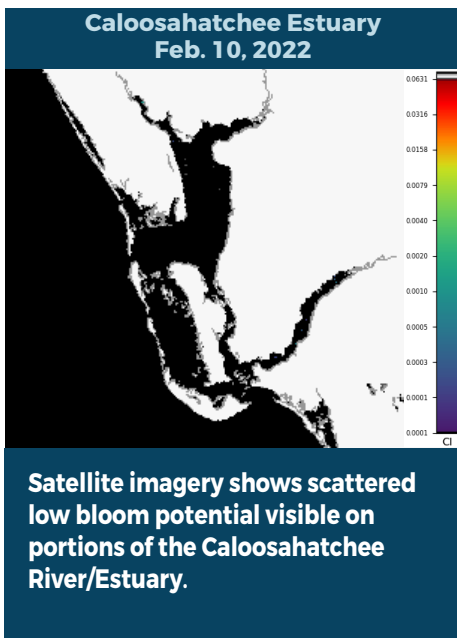 Caloosahatchee Estuary
Feb. 10, 2022
0.0631
0.0316
0.0158
0.0079
0.0040
0.0020
0.0010
0.0005
0.0003
0.0001
0.0001
CI
Satellite imagery shows scattered
low bloom potential visible on
portions of the Caloosahatchee
River/Estuary.